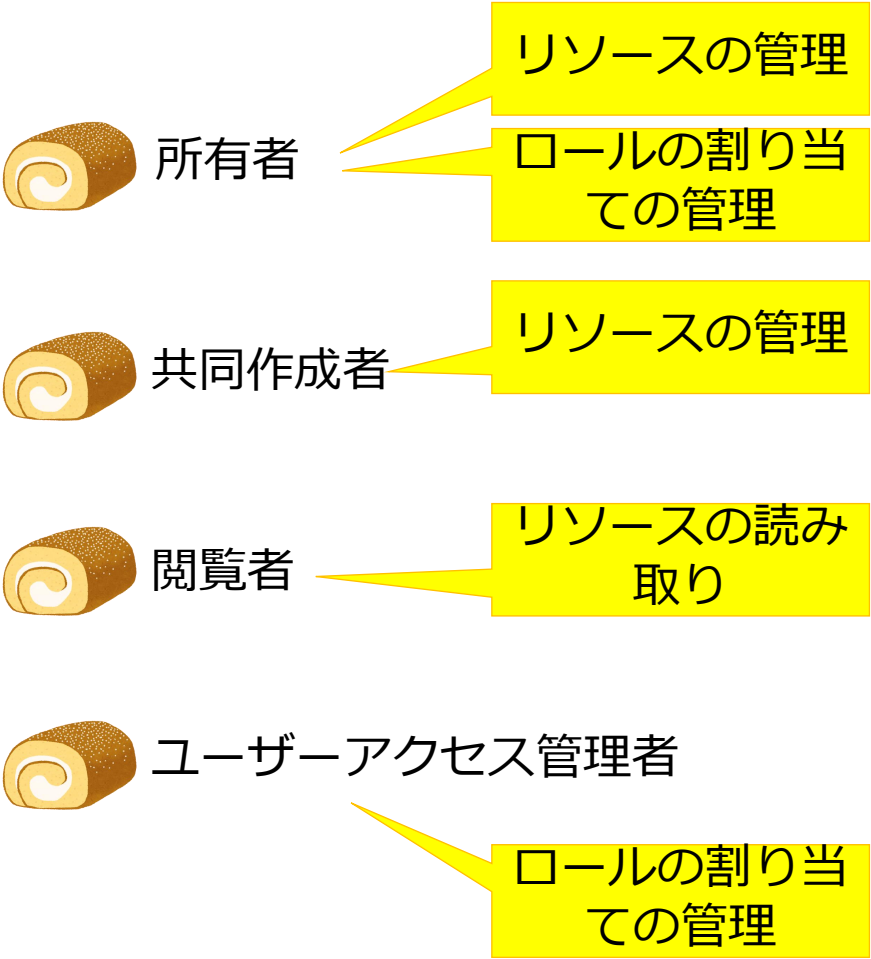 リソースの管理
所有者
ロールの割り当
ての管理
共同作成者
リソースの管理
閲覧者
リソースの読み
取り
ユーザーアクセス管理者
ロールの割り当
ての管理